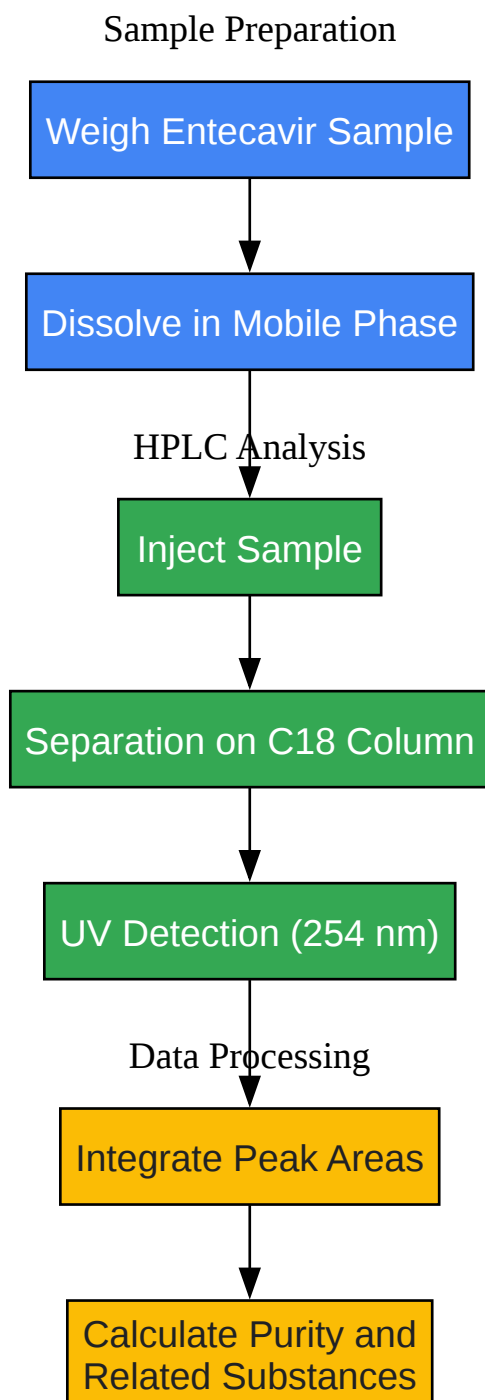 Sample Preparation
Weigh Entecavir Sample
Dissolve in Mobile Phase
HPLC Analysis
Inject Sample
Separation on C18 Column
UV Detection (254 nm)
Data Processing
Integrate Peak Areas
Calculate Purity and
Related Substances